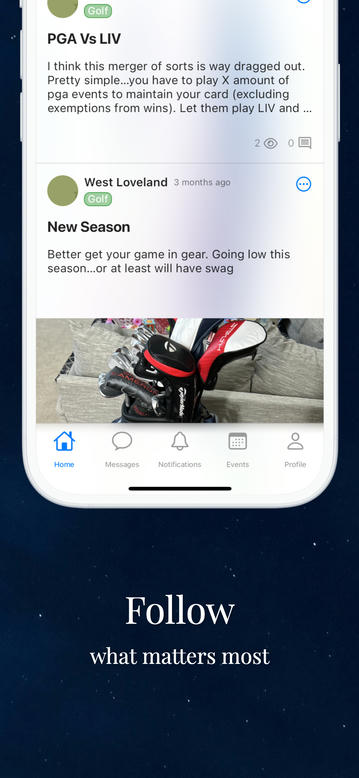 Golf
PGA Vs LIV
I think this merger of sorts is way dragged out.
Pretty simple...you have to play X amount of
pga events to maintain your card (excluding
exemptions from wins). Let them play LIV and ...
2 0
West Loveland 3 months ago
Golf
New Season
Better get your game in gear. Going low this
season...or at least will have swag
TaylorMade
Home Messages Notifications Events Profile
Follow
what matters most